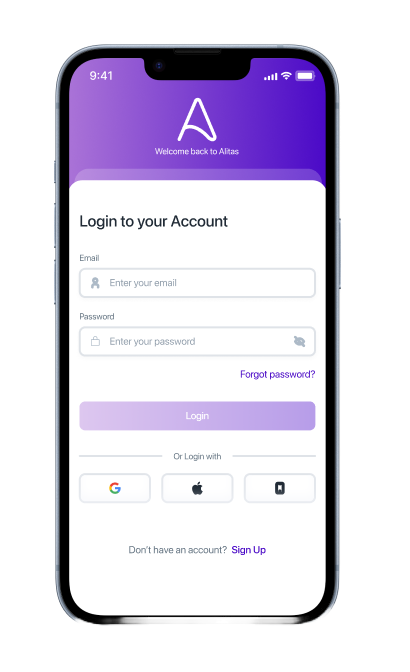 9:41
Welcome back to Alitas
Login to your Account
Email
Enter your email
Password
Enter your password
Forgot password?
Login
Or Login with
Don't have an account? Sign Up